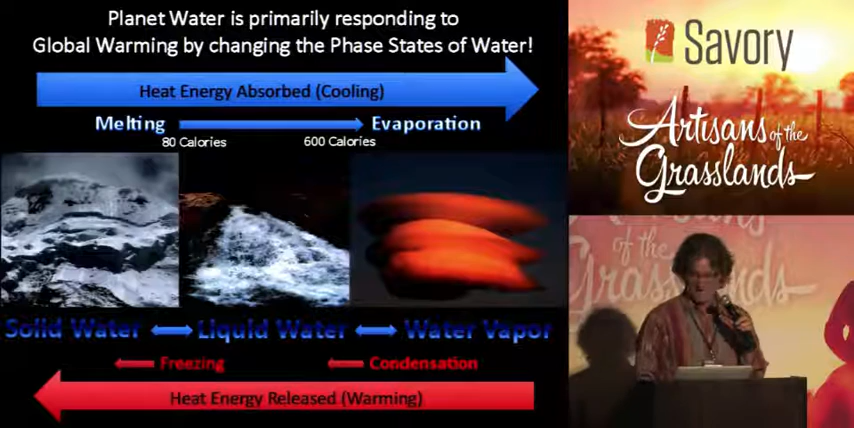 Planet Water is primarily responding to
Global Warming by changing the Phase States of Water!
Heat Energy Absorbed (Cooling)
Melting
Evaporation
80 Calories
600 Calories
Solid Water
Liquid Water
Water Vapor
Freezing
Condensation
Heat Energy Released (Warming)
Savory
Artisans of the
Grasslands
of the